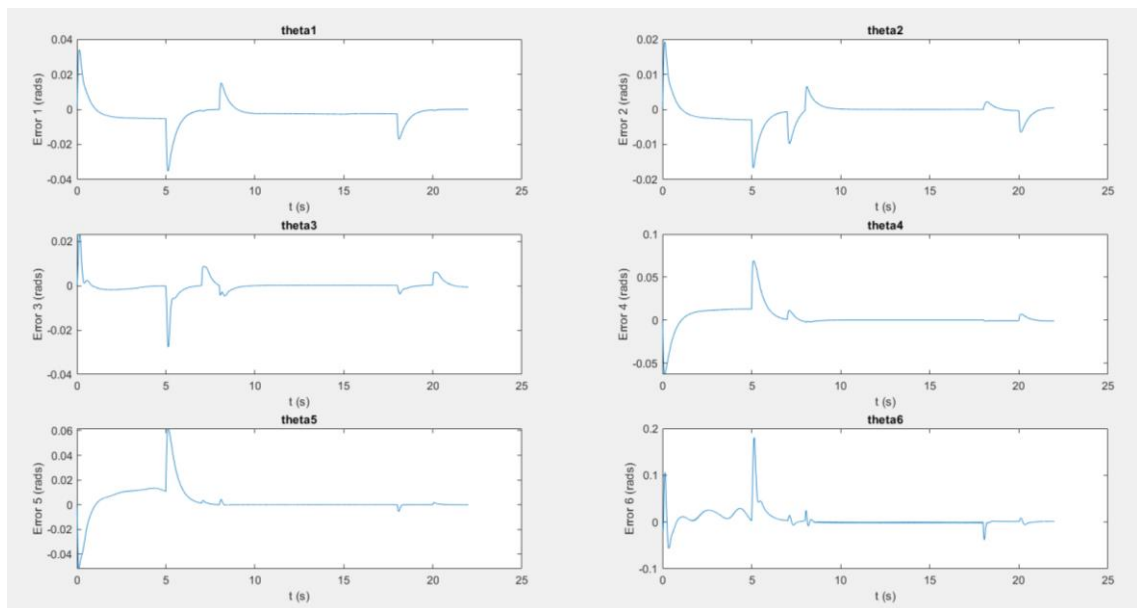 theta1
0.04
0.02
0
-0.02
-0.04
Error 1 (rads)
0 5 10 15 20 25
t (s)
theta2
0.02
0.01
0
-0.01
-0.02
Error 2 (rads)
0 5 10 15 20 25
t (s)
theta3
0.02
0
-0.02
-0.04
Error 3 (rads)
0 5 10 15 20 25
t (s)
theta4
0.1
0.05
0
-0.05
Error 4 (rads)
0 5 10 15 20 25
t (s)
theta5
0.06
0.04
0.02
0
-0.02
-0.04
Error 5 (rads)
0 5 10 15 20 25
t (s)
theta6
0.2
0.1
0
-0.1
Error 6 (rads)
0 5 10 15 20 25
t (s)